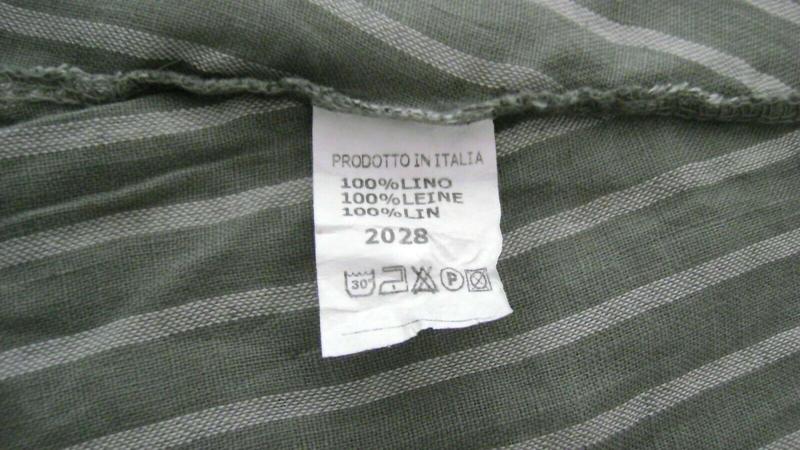 PRODOTTO IN ITALIA
100%LINO
100%LEINE
100%LIN
2028
30° P